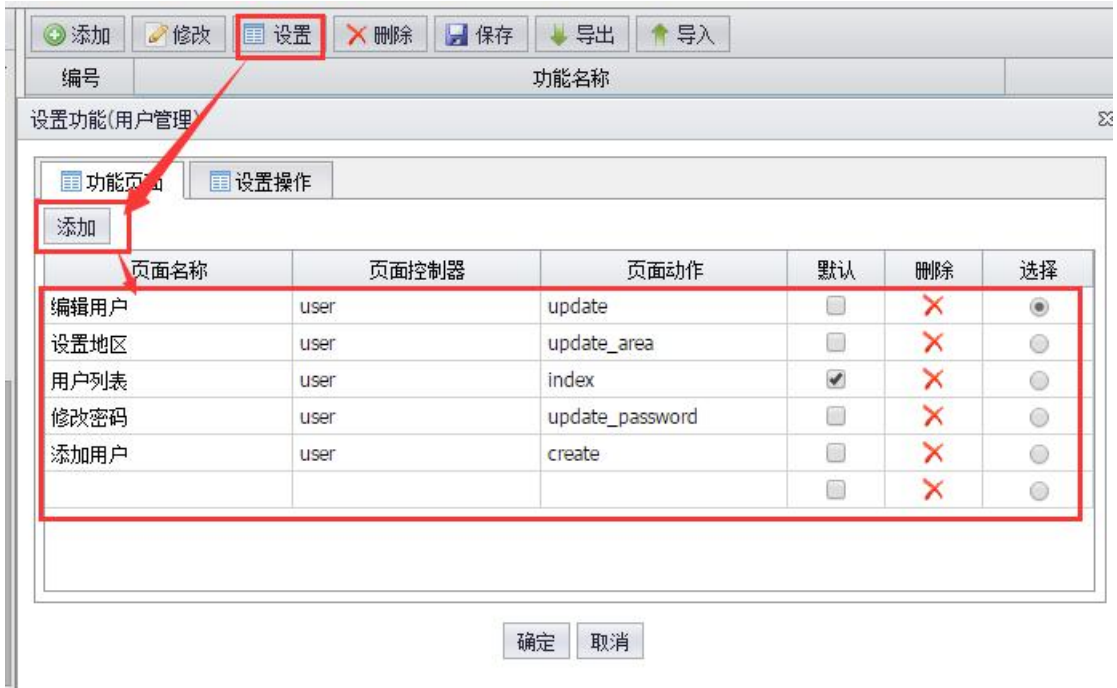 添加 修改 设置 删除 保存 导出 导入
编号 功能名称
设置功能(用户管理)
功能页面 设置操作
添加
页面名称 页面控制器 页面动作 默认 删除 选择
编辑用户 user update
设置地区 user update_area
用户列表 user index
修改密码 user update_password
添加用户 user create
确定 取消